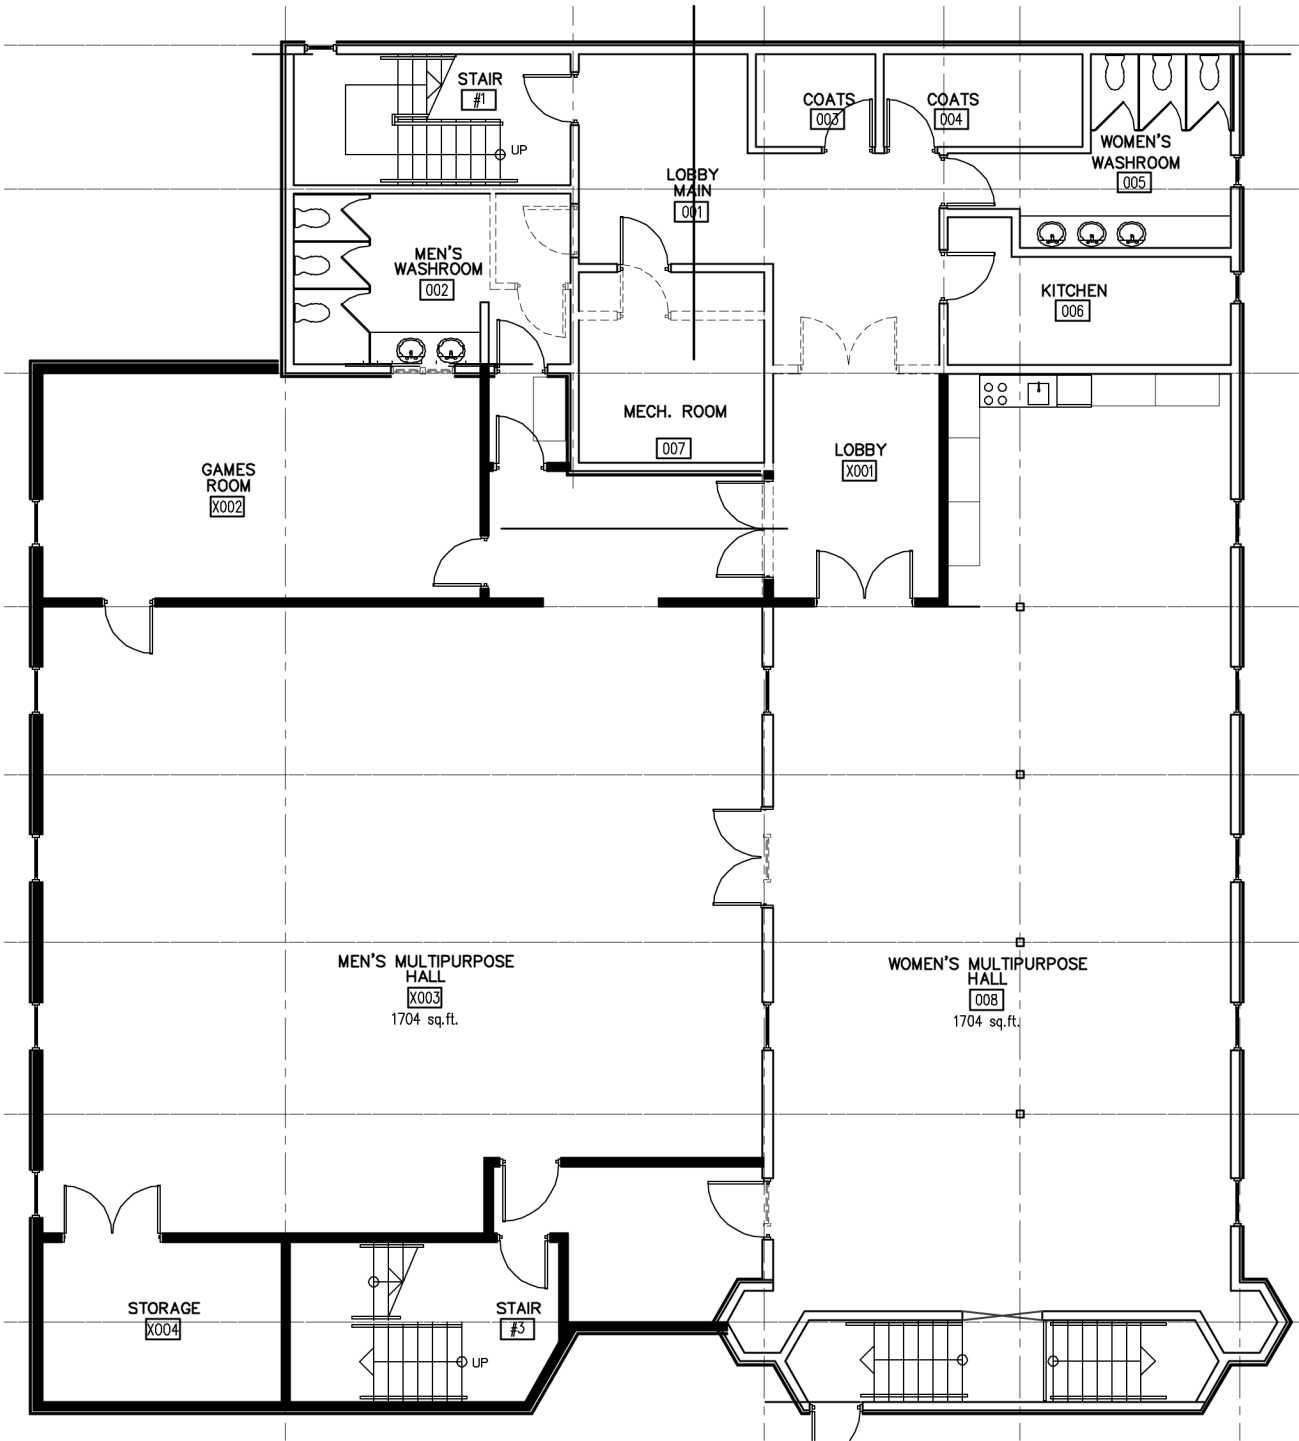 STAIR
#1
UP
COATS
003
COATS
004
WOMEN'S
WASHROOM
005
LOBBY
MAIN
001
MEN'S
WASHROOM
002
KITCHEN
006
MECH. ROOM
007
LOBBY
X001
GAMES
ROOM
X002
MEN'S MULTIPURPOSE
HALL
X003
1704 sq.ft.
WOMEN'S MULTIPURPOSE
HALL
008
1704 sq.ft.
STORAGE
X004
STAIR
#3
UP